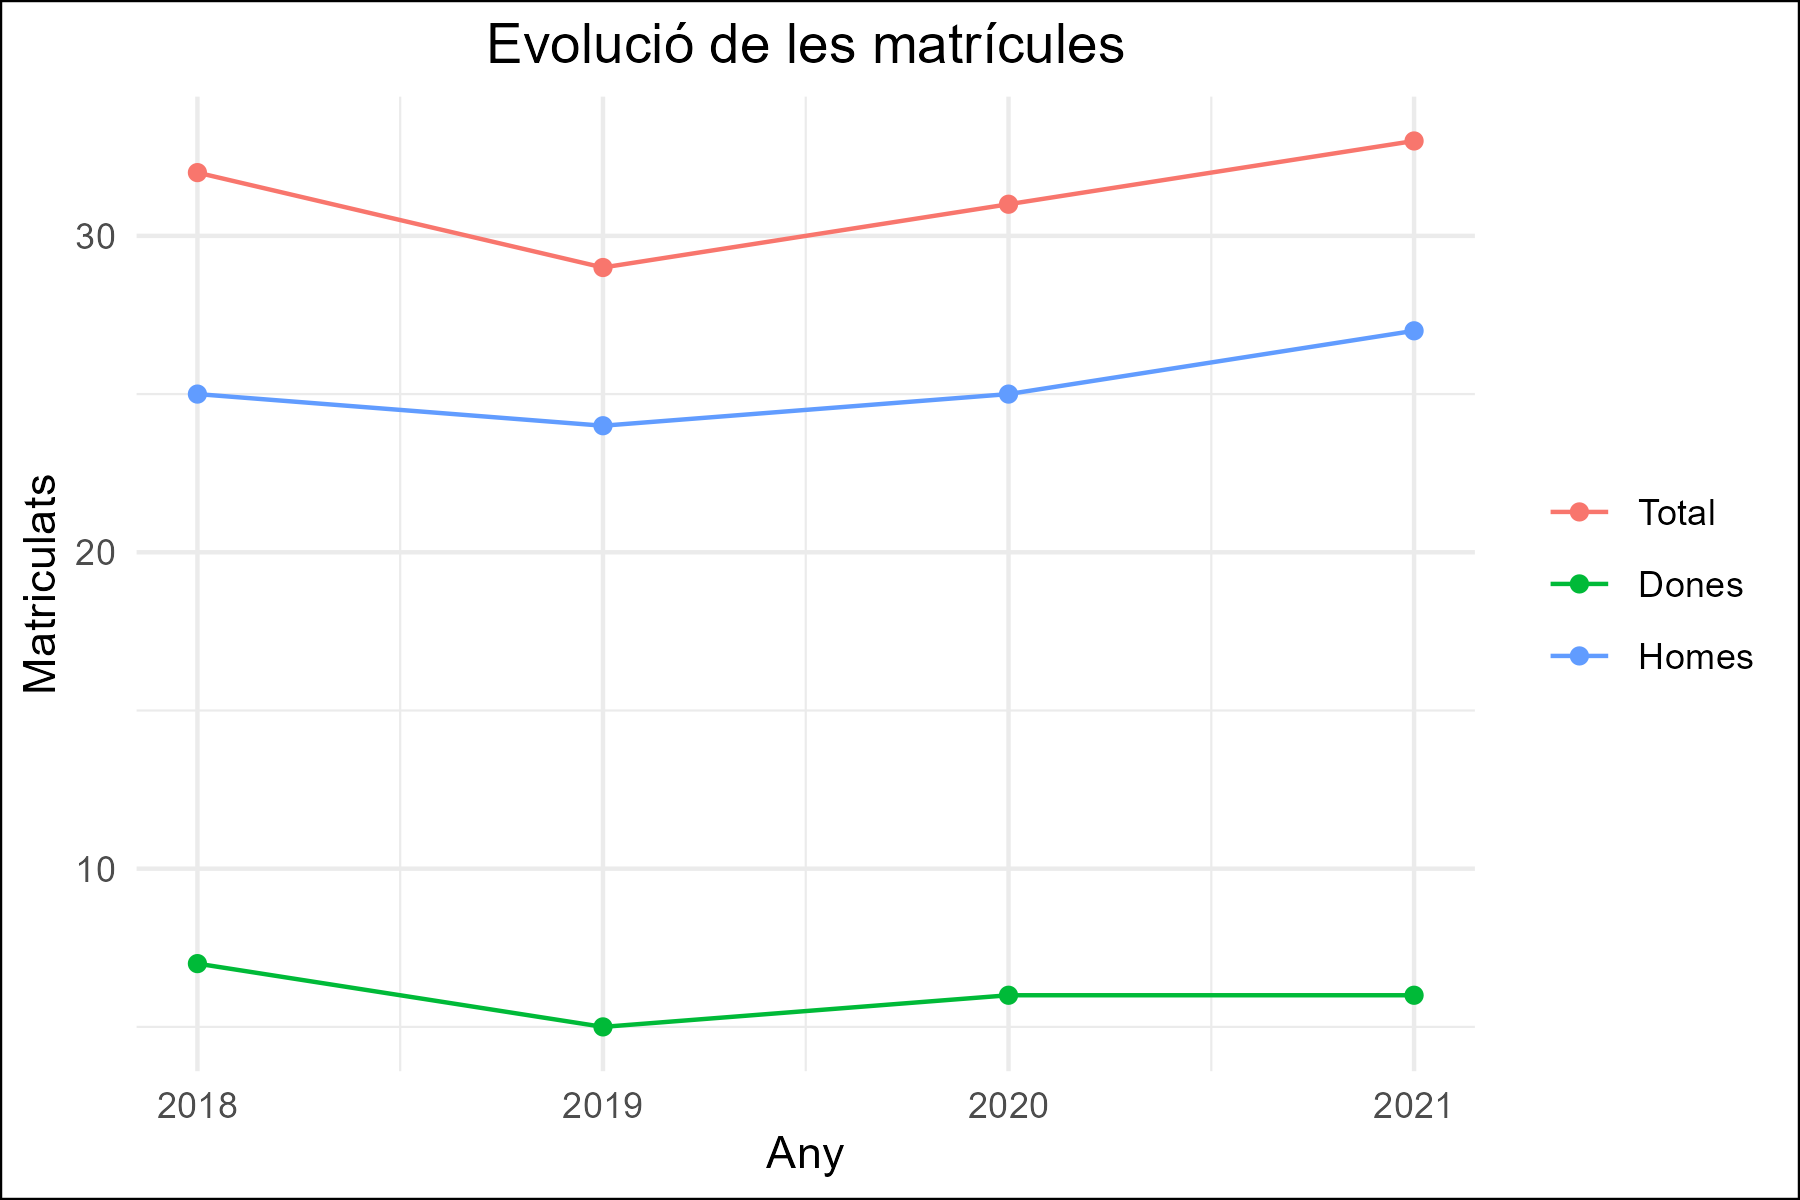 Evolució de les matrícules
Matriculats
30
20
10
2018
2019
2020
2021
Any
Total
Dones
Homes